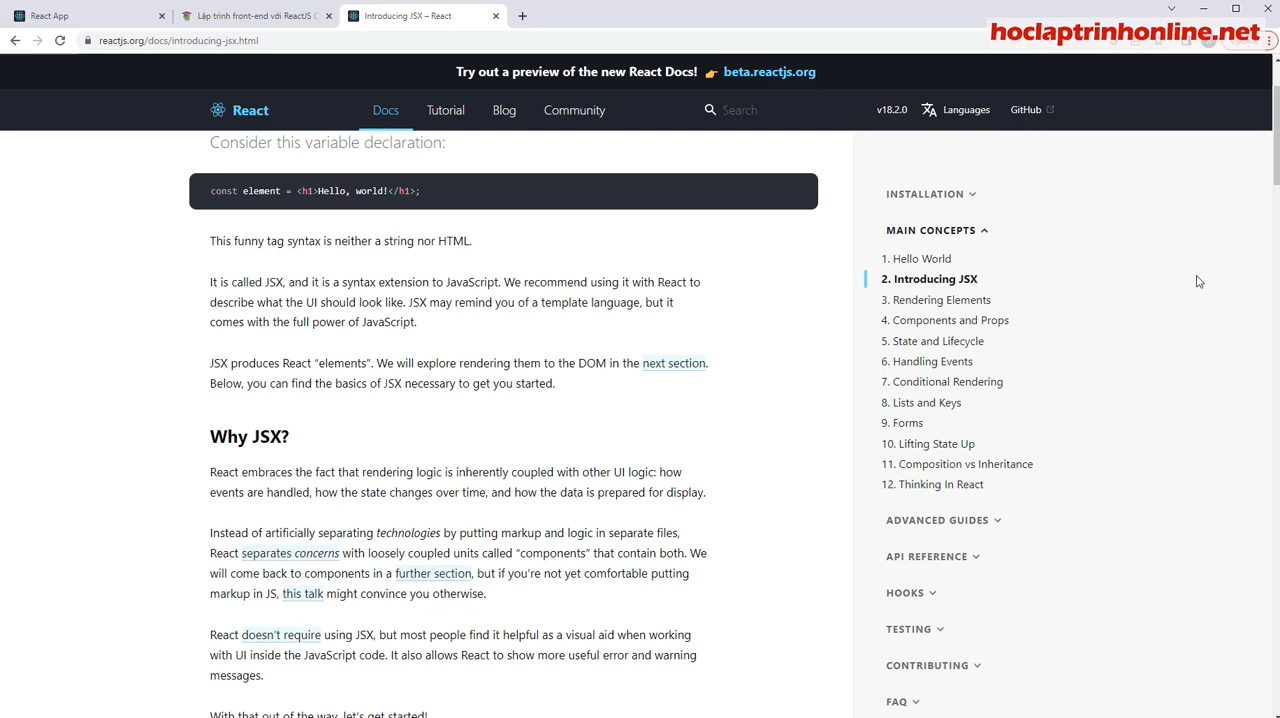 React App
Lập trình front-end với ReactJS C
Introducing JSX – React
reactjs.org/docs/introducing-jsx.html
hoclaptrinhonline.net
Try out a preview of the new React Docs! 👉 beta.reactjs.org
React
Docs
Tutorial
Blog
Community
Search
v18.2.0
Languages
GitHub
Consider this variable declaration:
const element = <h1>Hello, world!</h1>;
This funny tag syntax is neither a string nor HTML.
It is called JSX, and it is a syntax extension to JavaScript. We recommend using it with React to
describe what the UI should look like. JSX may remind you of a template language, but it
comes with the full power of JavaScript.
JSX produces React “elements”. We will explore rendering them to the DOM in the next section.
Below, you can find the basics of JSX necessary to get you started.
Why JSX?
React embraces the fact that rendering logic is inherently coupled with other UI logic: how
events are handled, how the state changes over time, and how the data is prepared for display.
Instead of artificially separating technologies by putting markup and logic in separate files,
React separates concerns with loosely coupled units called “components” that contain both. We
will come back to components in a further section, but if you’re not yet comfortable putting
markup in JS, this talk might convince you otherwise.
React doesn’t require using JSX, but most people find it helpful as a visual aid when working
with UI inside the JavaScript code. It also allows React to show more useful error and warning
messages.
With that out of the way, let’s get started!
INSTALLATION
MAIN CONCEPTS
1. Hello World
2. Introducing JSX
3. Rendering Elements
4. Components and Props
5. State and Lifecycle
6. Handling Events
7. Conditional Rendering
8. Lists and Keys
9. Forms
10. Lifting State Up
11. Composition vs Inheritance
12. Thinking In React
ADVANCED GUIDES
API REFERENCE
HOOKS
TESTING
CONTRIBUTING
FAQ